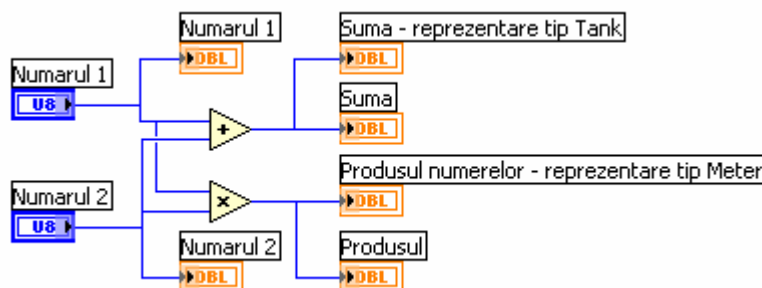 Numarul 1
Suma - reprezentare tip Tank
DBL
DBL
Numarul 1
U8
Suma
+
DBL
Produsul numerelor - reprezentare tip Meter
Numarul 2
x
DBL
U8
Numarul 2
Produsul
DBL
DBL